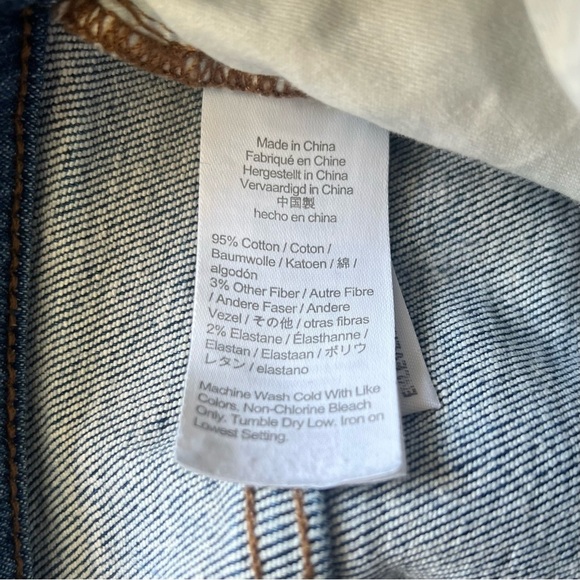 Made in China
Fabriqué en Chine
Hergestellt in China
Vervaardigd in China
中国製
hecho en china
95% Cotton / Coton /
Baumwolle / Katoen / 綿 /
algodón
3% Other Fiber / Autre Fibre
/ Andere Faser / Andere
Vezel / その他 / otras fibras
2% Elastane / Élasthanne /
Elastan / Elastaan / ポリウ
レタン / elastano
Machine Wash Cold With Like
Colors. Non-Chlorine Bleach
Only. Tumble Dry Low. Iron on
Lowest Setting.